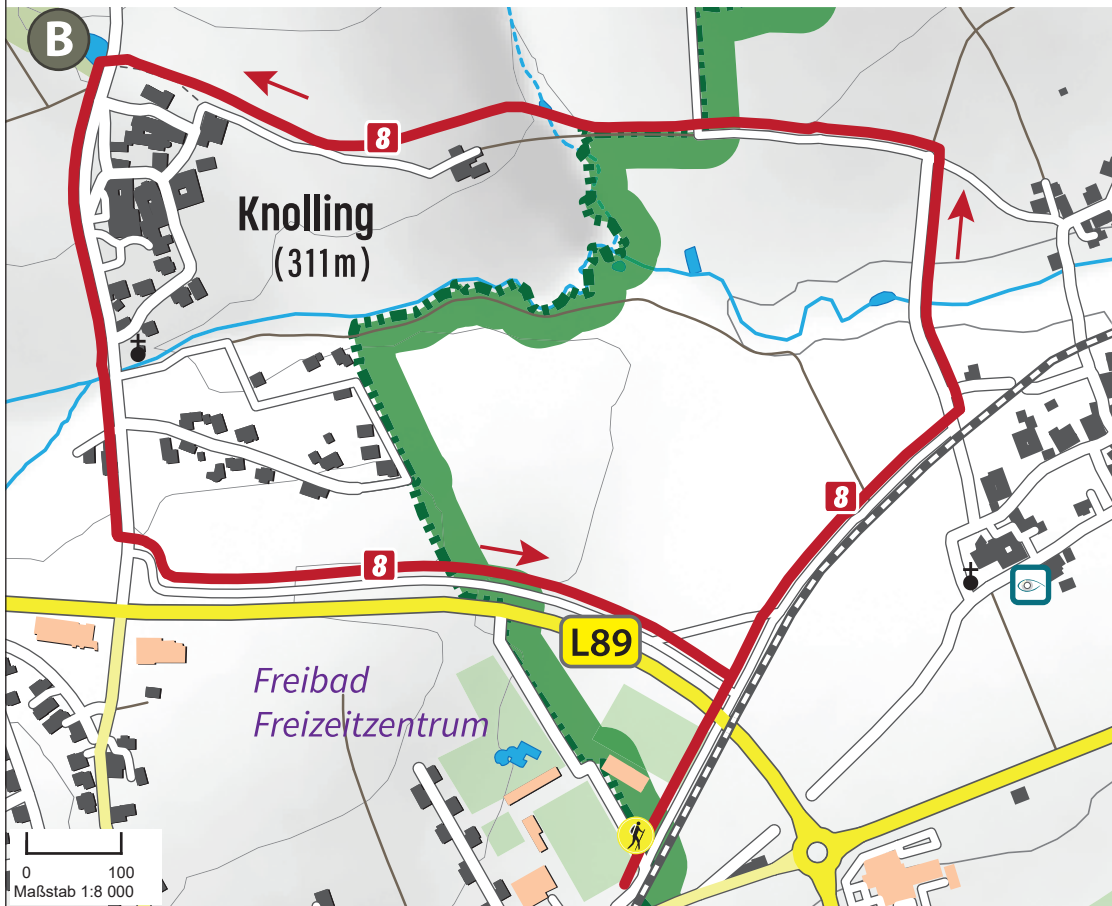 B
8
Knolling
(311m)
8
8
L89
Freibad
Freizeitzentrum
0 100
Maßstab 1:8 000